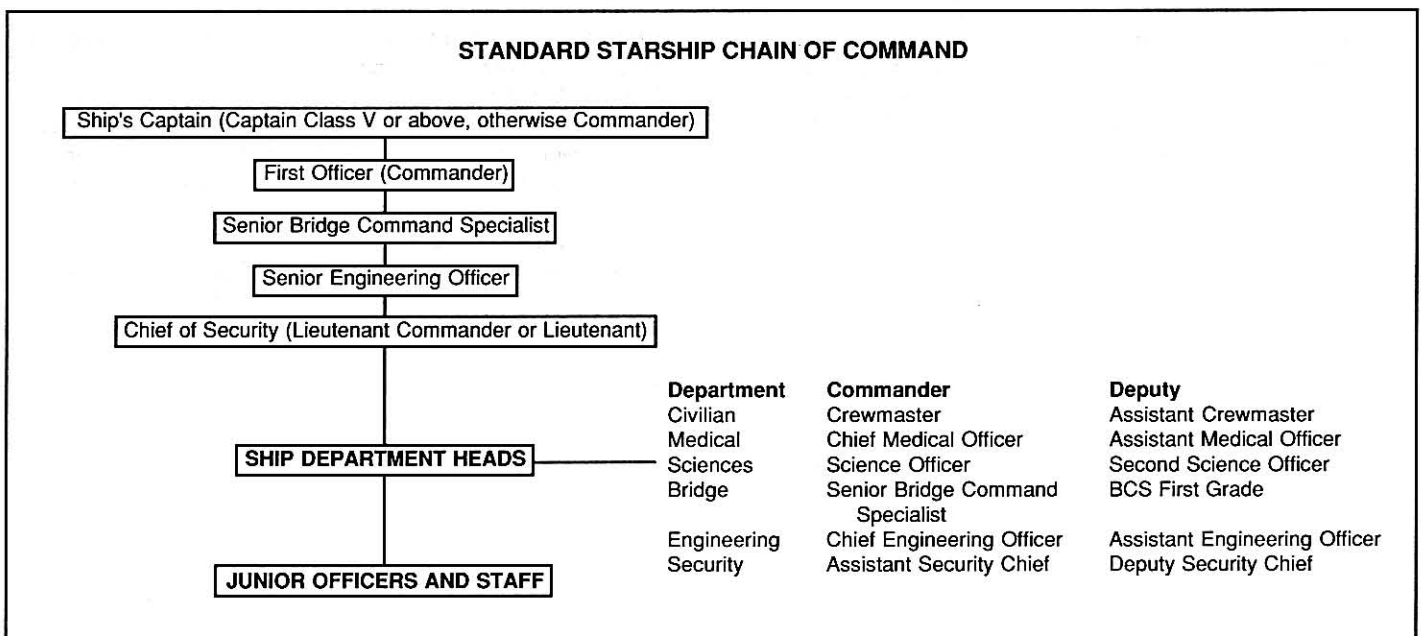 STANDARD STARSHIP CHAIN OF COMMAND
Ship's Captain (Captain Class V or above, otherwise Commander)
First Officer (Commander)
Senior Bridge Command Specialist
Senior Engineering Officer
Chief of Security (Lieutenant Commander or Lieutenant)
SHIP DEPARTMENT HEADS
Department Commander Deputy
Civilian Crewmaster Assistant Crewmaster
Medical Chief Medical Officer Assistant Medical Officer
Sciences Science Officer Second Science Officer
Bridge Senior Bridge Command BCS First Grade
Specialist
Engineering Chief Engineering Officer Assistant Engineering Officer
Security Assistant Security Chief Deputy Security Chief
JUNIOR OFFICERS AND STAFF